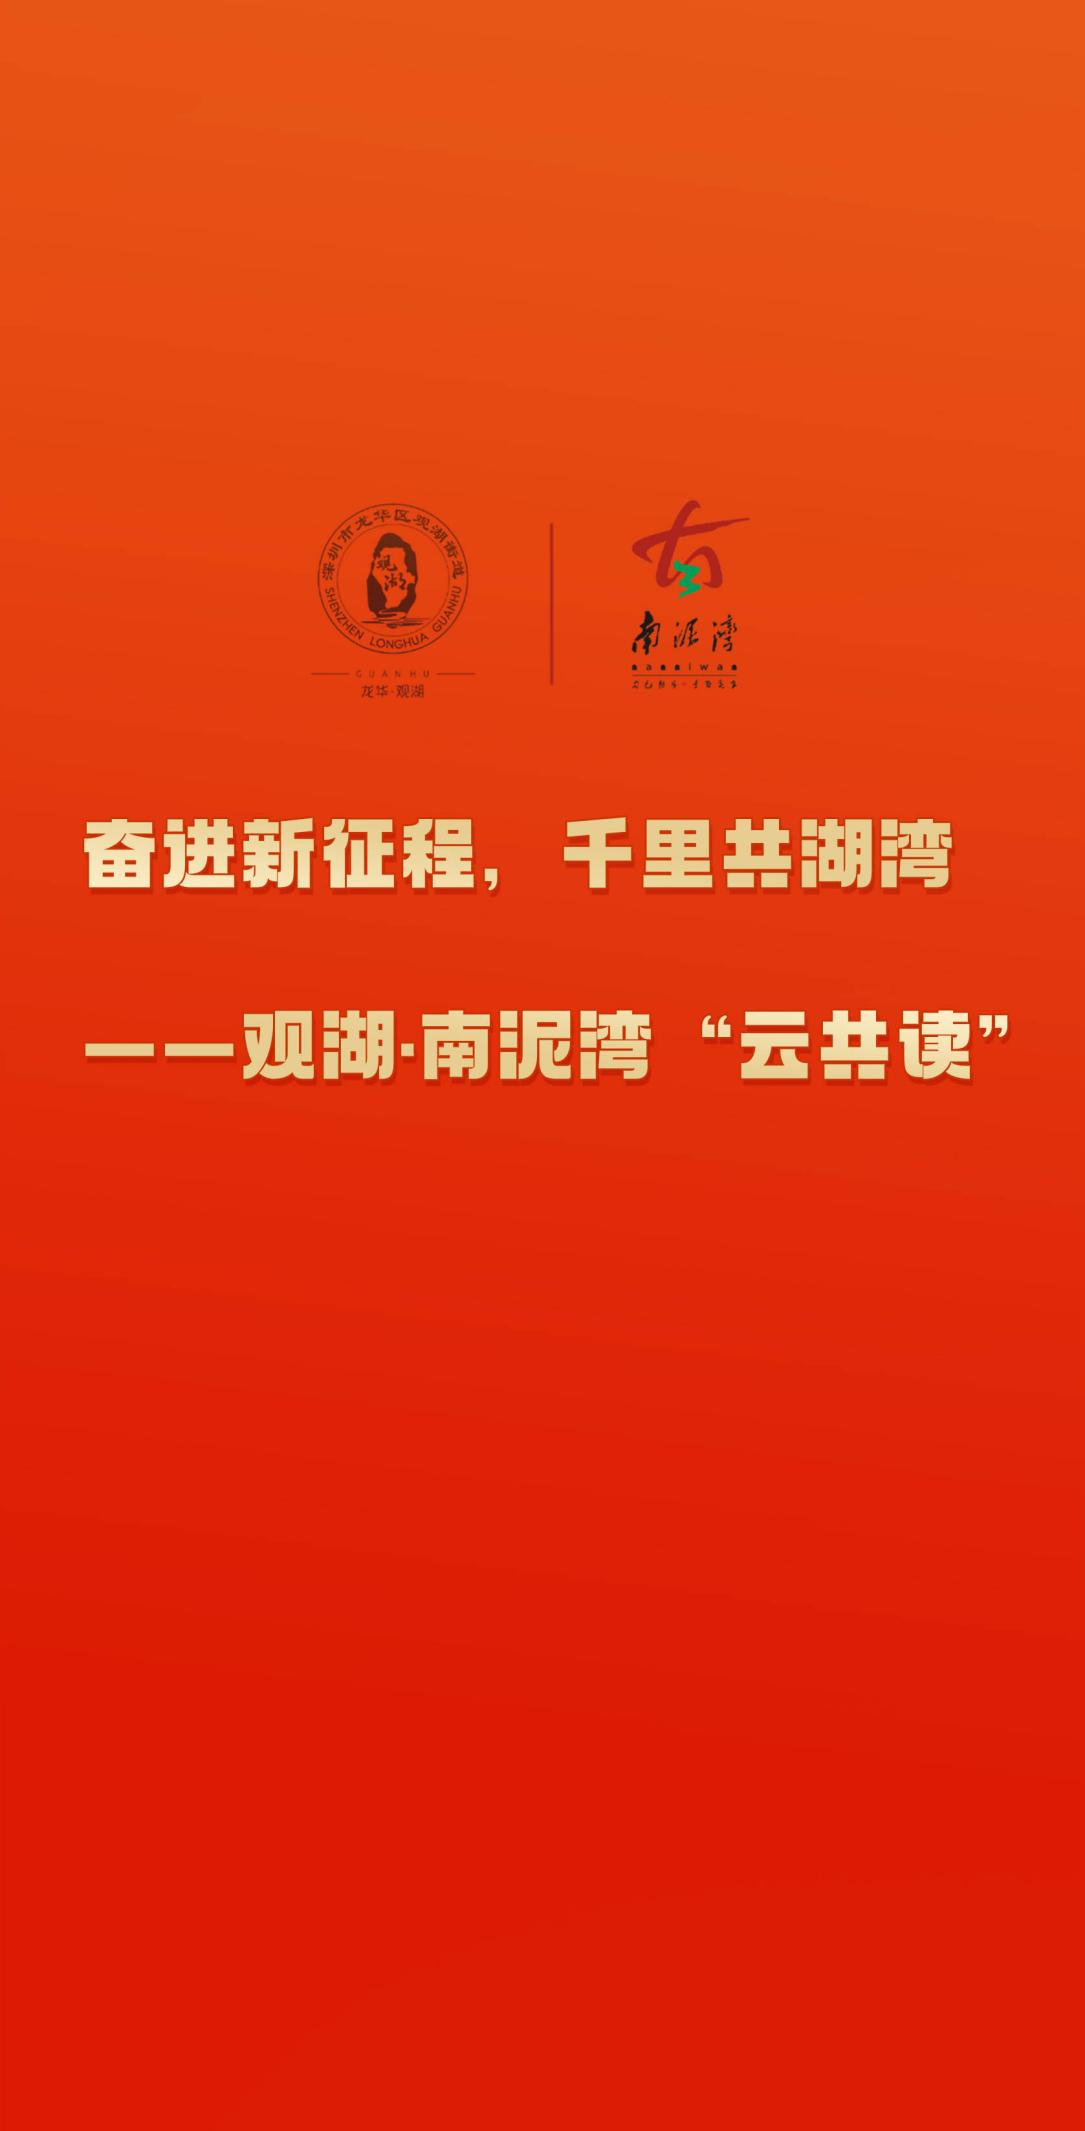 深圳市龙华区观湖街道
观湖
SHENZHEN LONGHUA GUANHU
GUANHU
龙华·观湖
南泥湾
奋进新征程，千里共湖湾
——观湖·南泥湾“云共读”